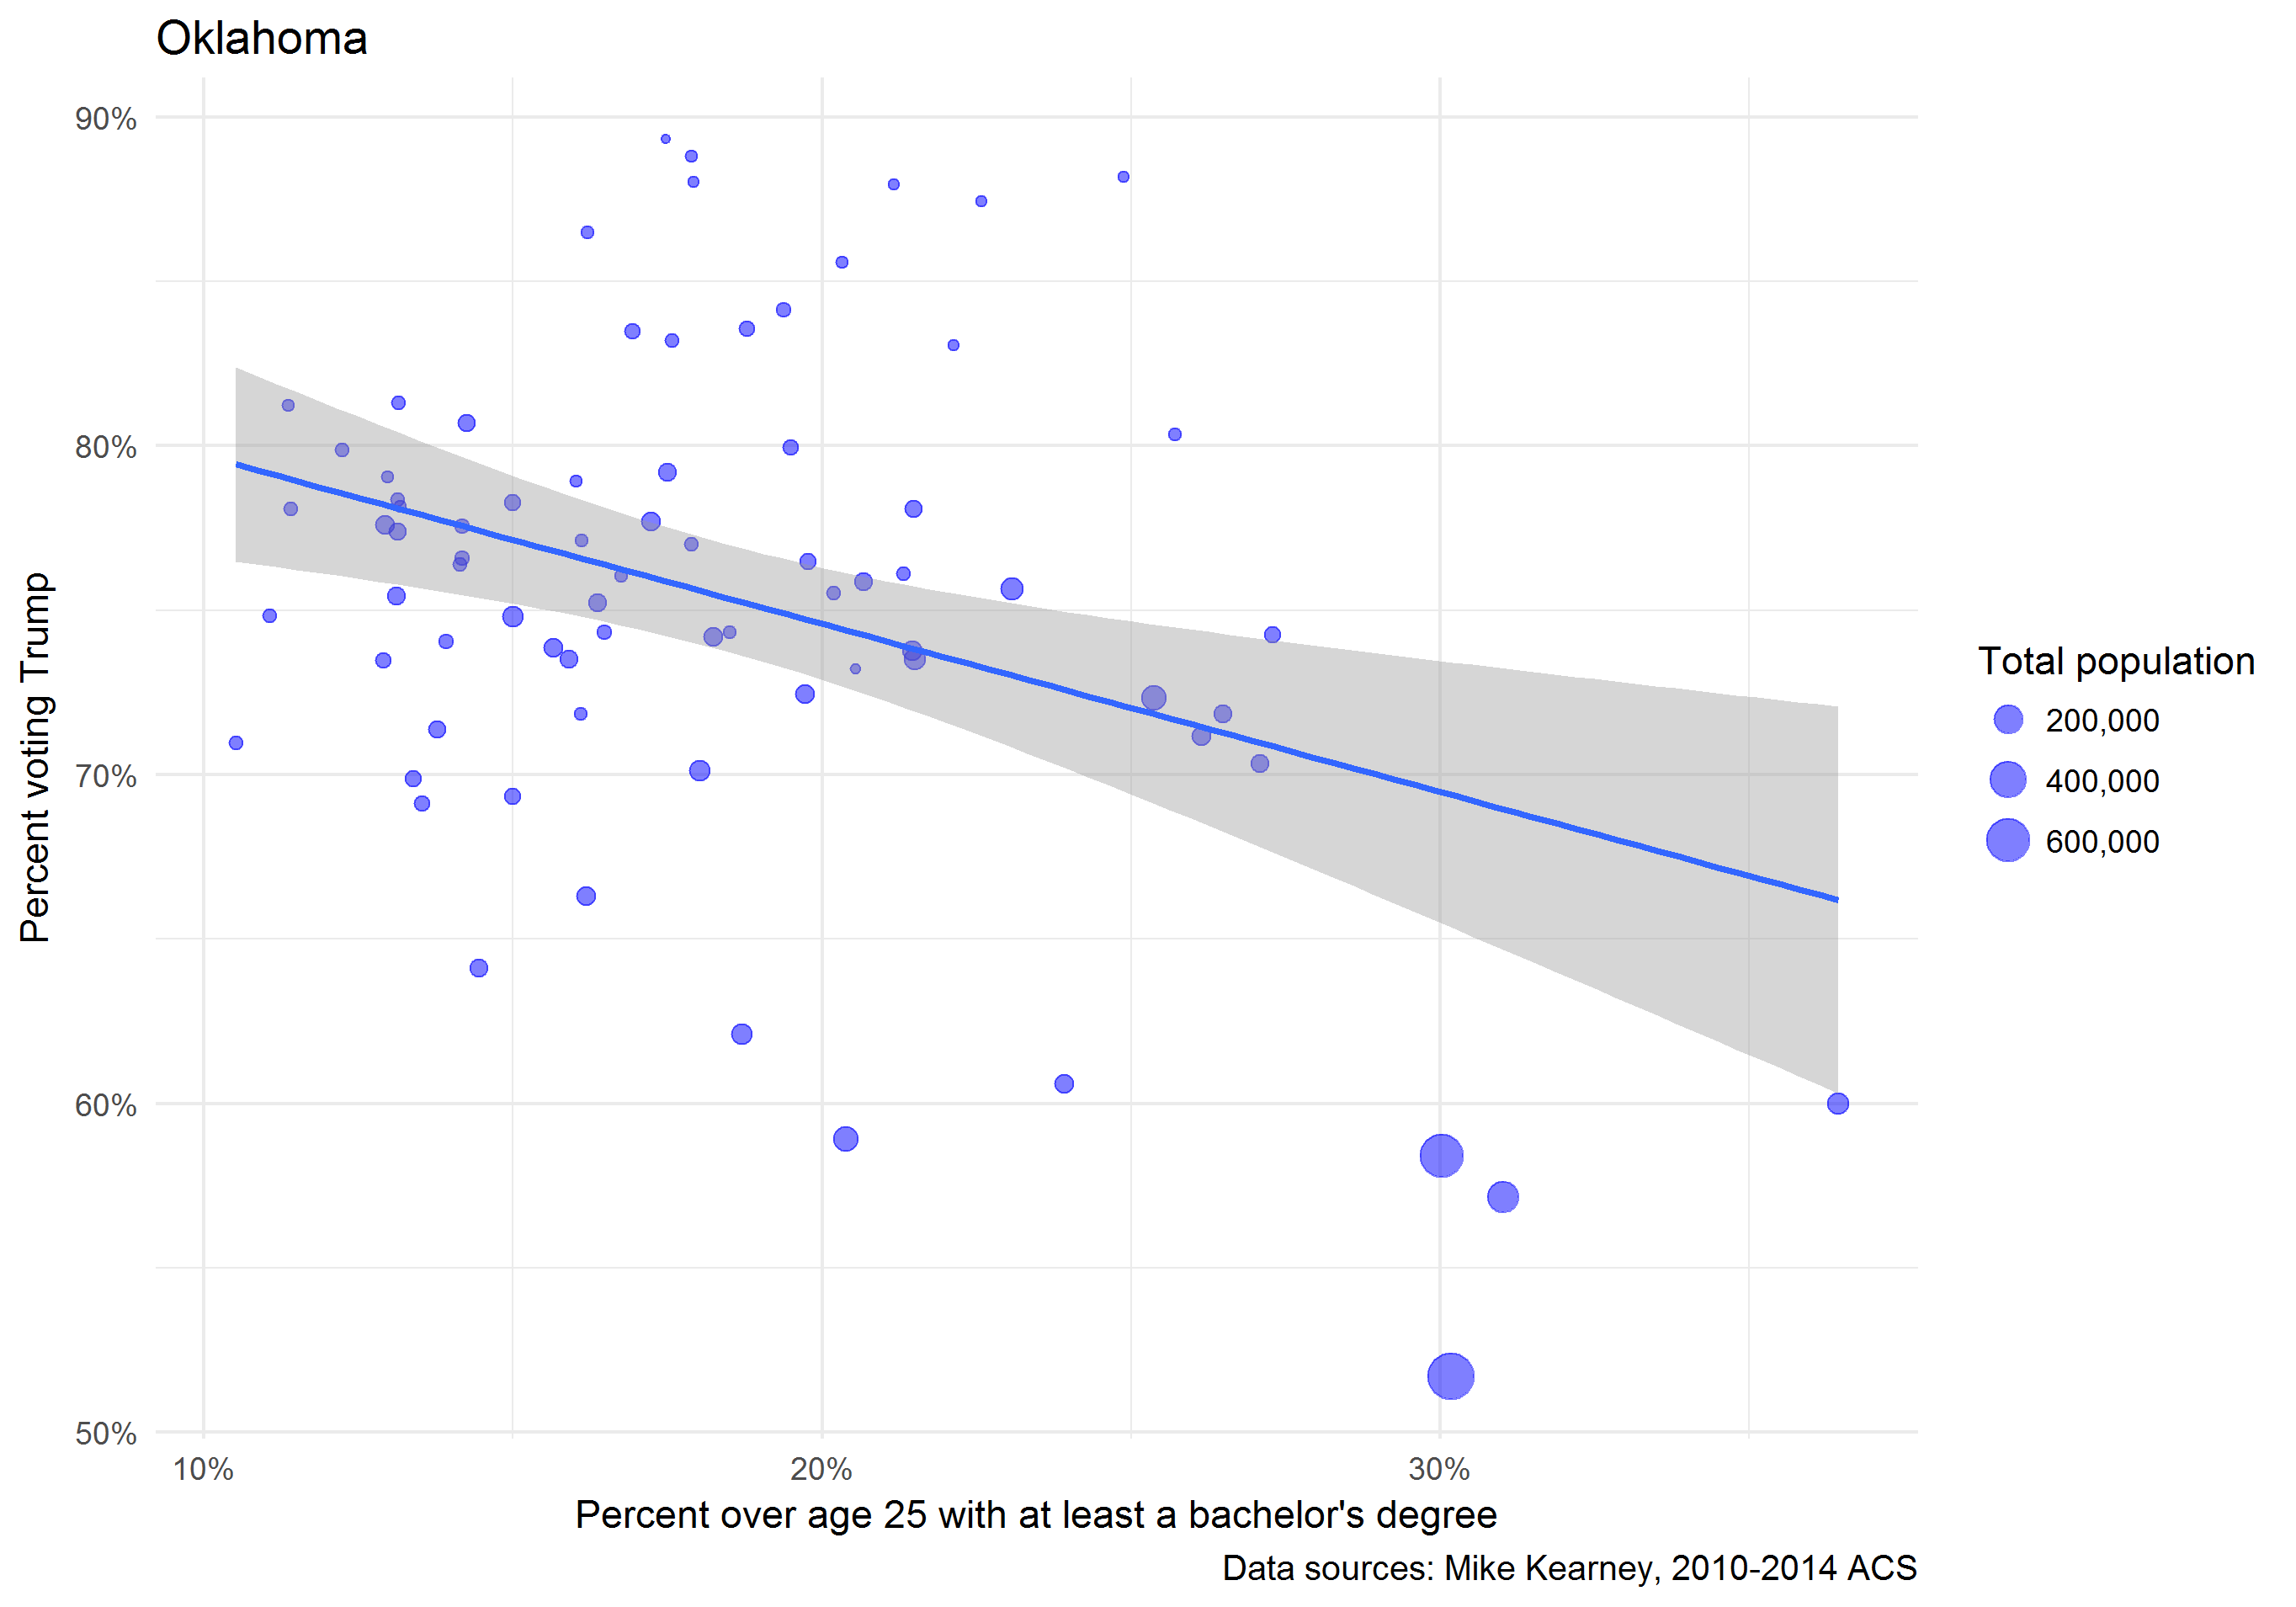 Oklahoma
90%
80%
70%
60%
50%
Percent voting Trump
10%
20%
30%
Percent over age 25 with at least a bachelor's degree
Total population
200,000
400,000
600,000
Data sources: Mike Kearney, 2010-2014 ACS